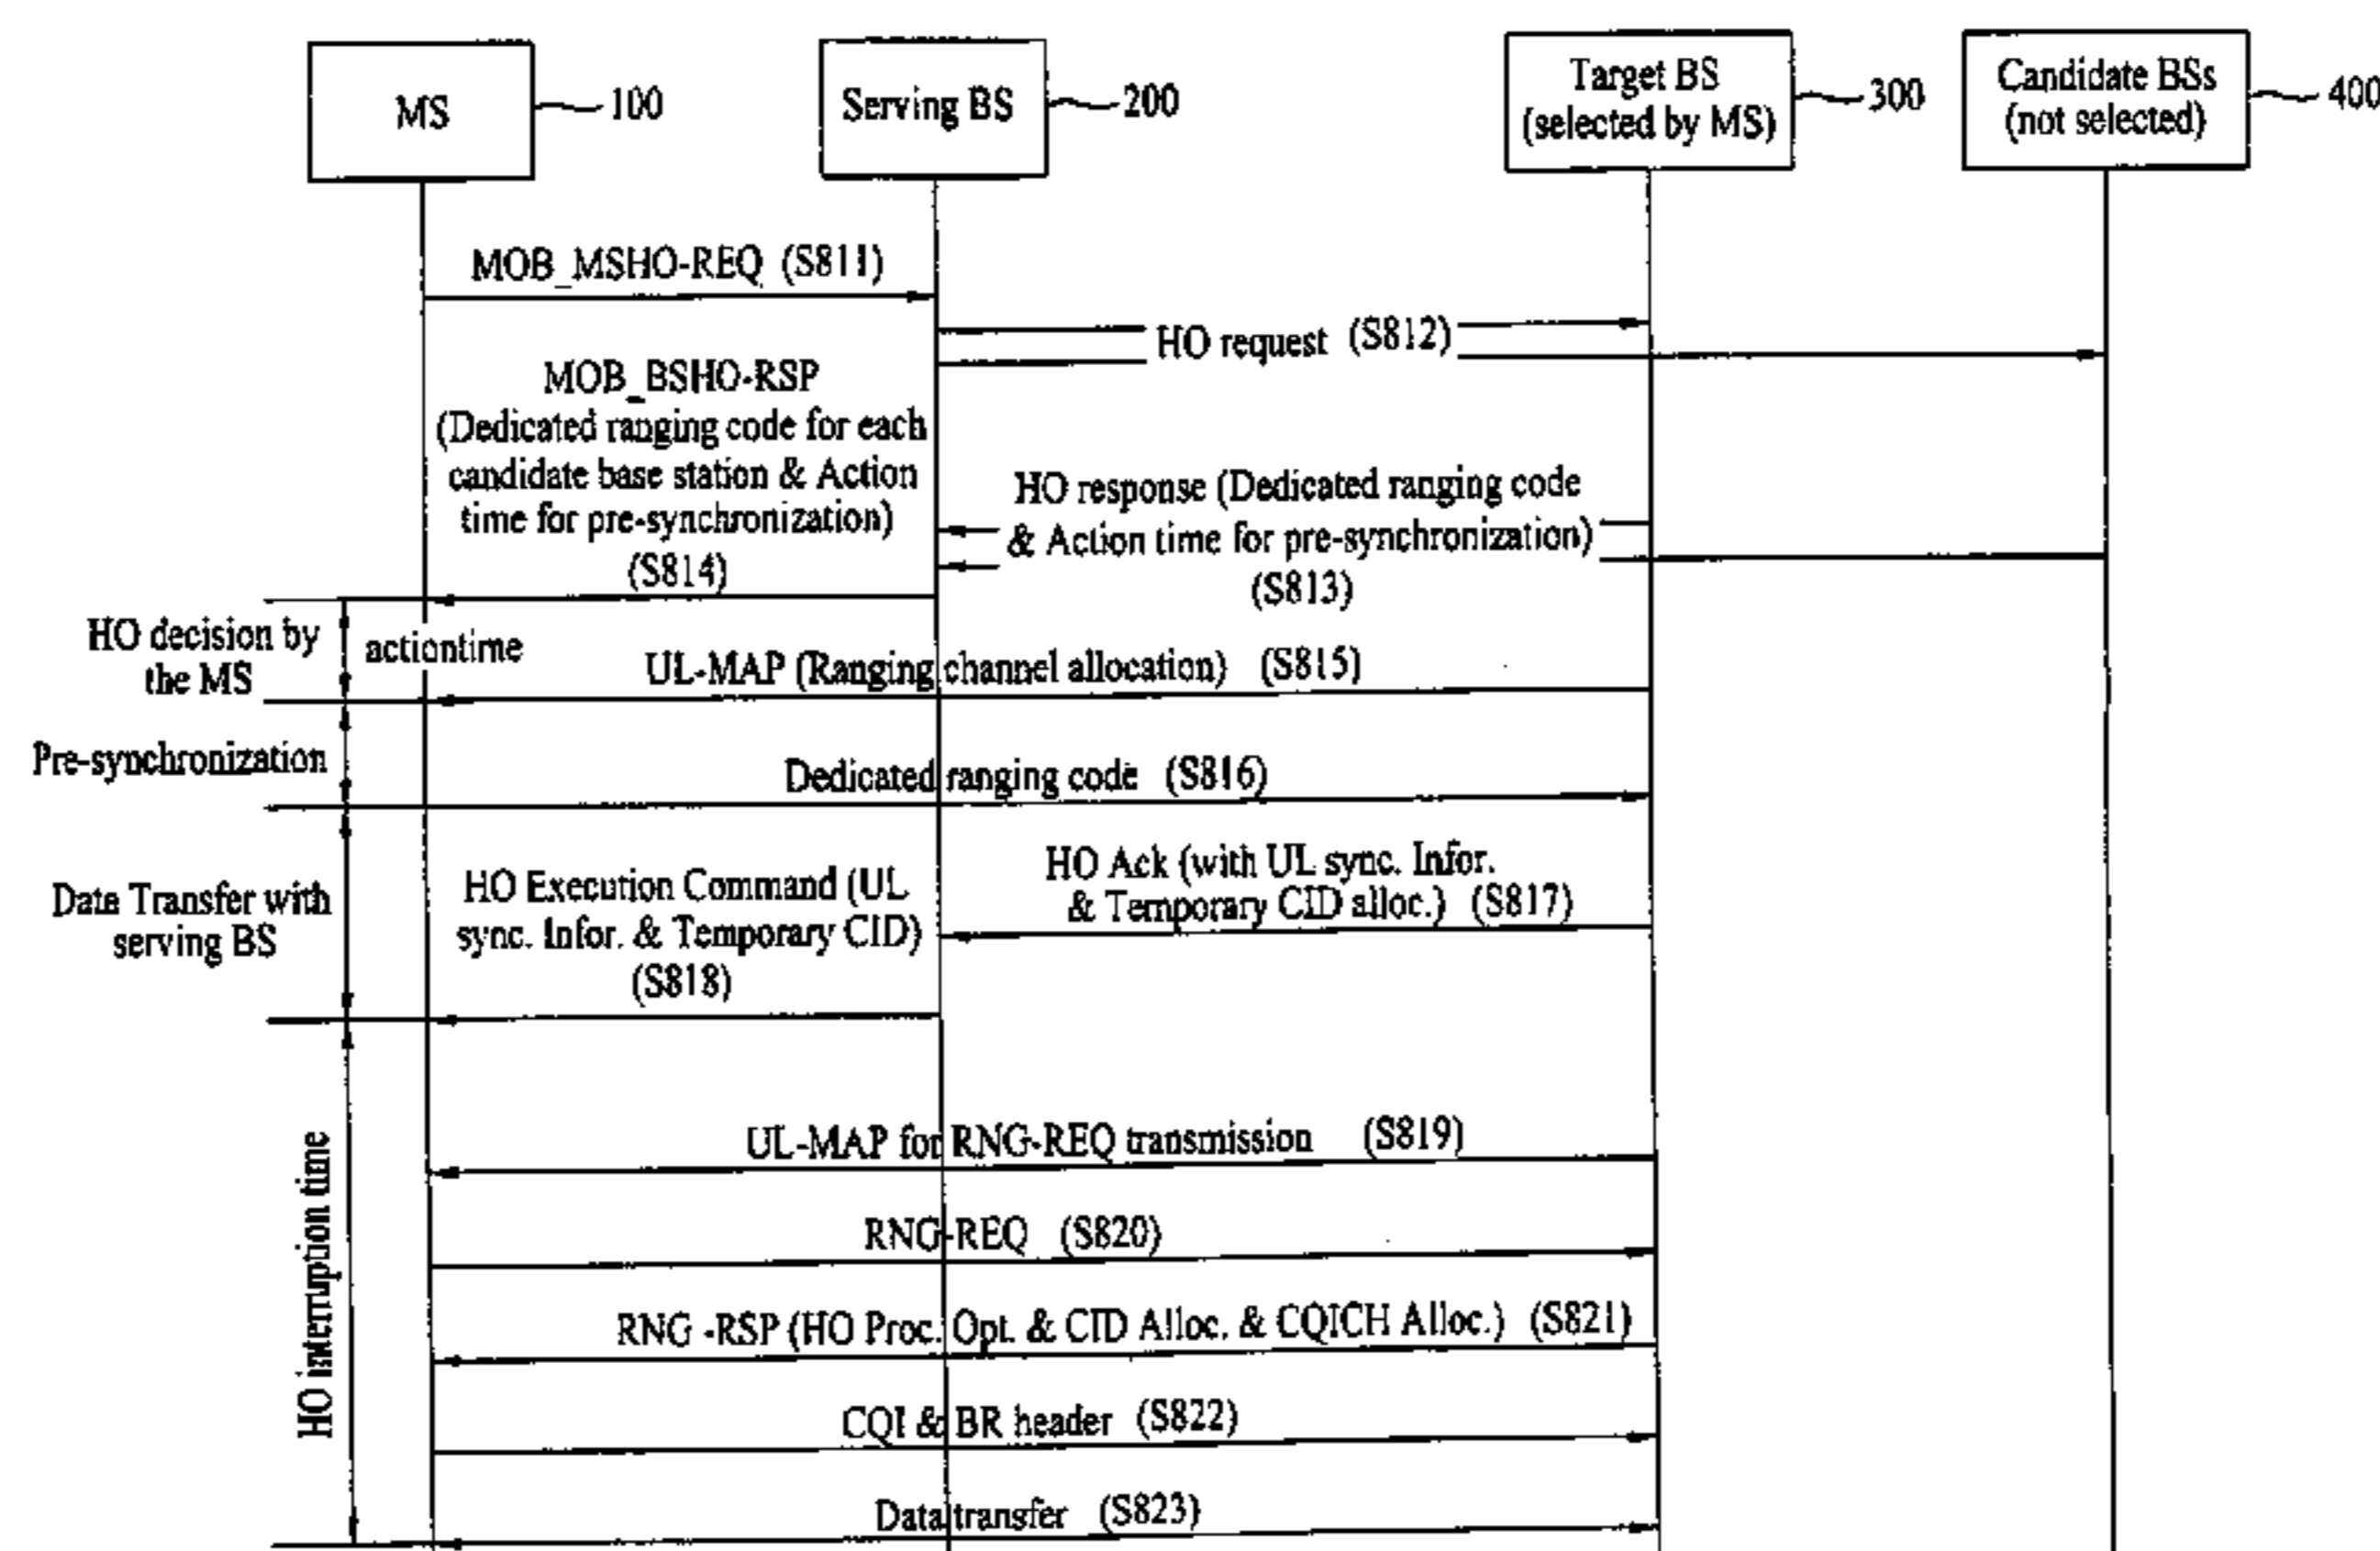 MS
100
Serving BS
200
Target BS
(selected by MS)
300
Candidate BSs
(not selected)
400
MOB_MSHO-REQ (S811)
HO request (S812)
MOB_BSHO-RSP
(Dedicated ranging code for each
candidate base station & Action
time for pre-synchronization)
(S814)
HO response (Dedicated ranging code
& Action time for pre-synchronization)
(S813)
HO decision by
the MS
actiontime
UL-MAP (Ranging channel allocation) (S815)
Pre-synchronization
Dedicated ranging code (S816)
Date Transfer with
serving BS
HO Execution Command (UL
sync. Infor. & Temporary CID)
(S818)
HO Ack (with UL sync. Infor.
& Temporary CID alloc.) (S817)
HO interruption time
UL-MAP for RNG-REQ transmission (S819)
RNG-REQ (S820)
RNG -RSP (HO Proc. Opt. & CID Alloc. & CQICH Alloc.) (S821)
CQI & BR header (S822)
Data transfer (S823)